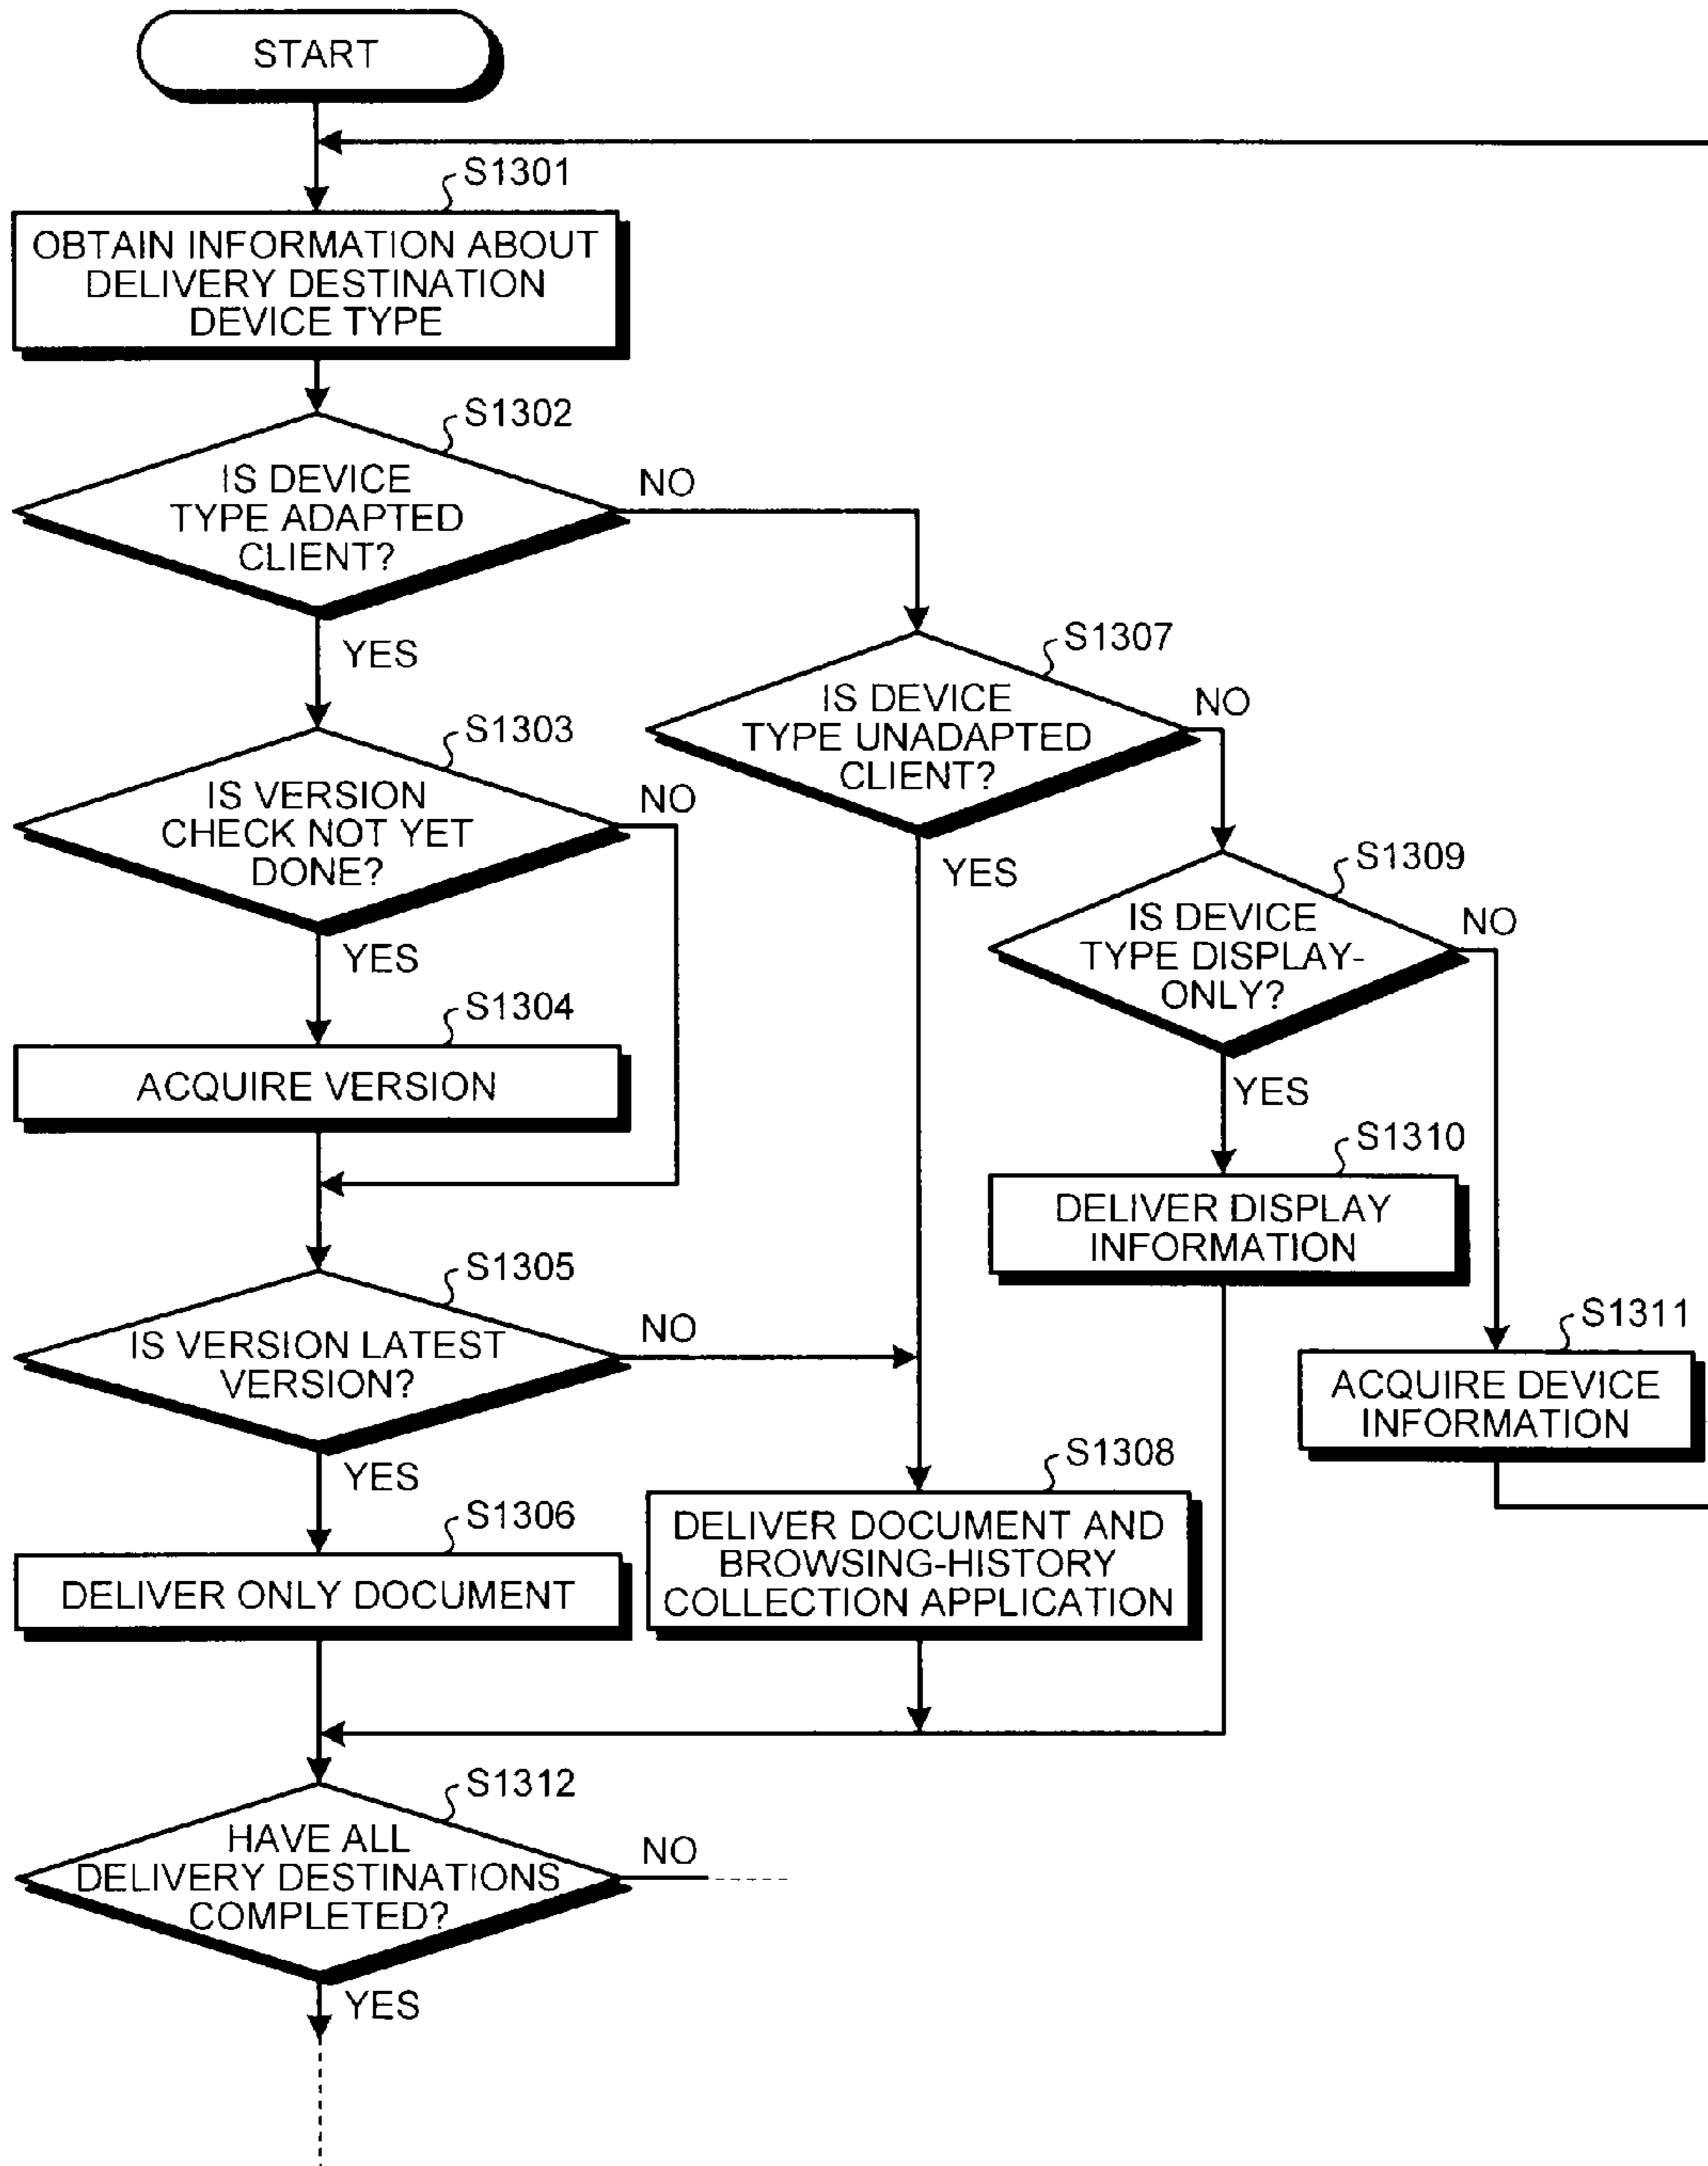 START
S1301
OBTAIN INFORMATION ABOUT
DELIVERY DESTINATION
DEVICE TYPE
S1302
IS DEVICE
TYPE ADAPTED
CLIENT?
NO
YES
S1307
IS DEVICE
TYPE UNADAPTED
CLIENT?
NO
YES
S1303
IS VERSION
CHECK NOT YET
DONE?
NO
YES
S1309
IS DEVICE
TYPE DISPLAY-
ONLY?
NO
YES
S1304
ACQUIRE VERSION
S1310
DELIVER DISPLAY
INFORMATION
S1305
IS VERSION LATEST
VERSION?
NO
YES
S1311
ACQUIRE DEVICE
INFORMATION
S1306
DELIVER ONLY DOCUMENT
S1308
DELIVER DOCUMENT AND
BROWSING-HISTORY
COLLECTION APPLICATION
S1312
HAVE ALL
DELIVERY DESTINATIONS
COMPLETED?
NO
YES